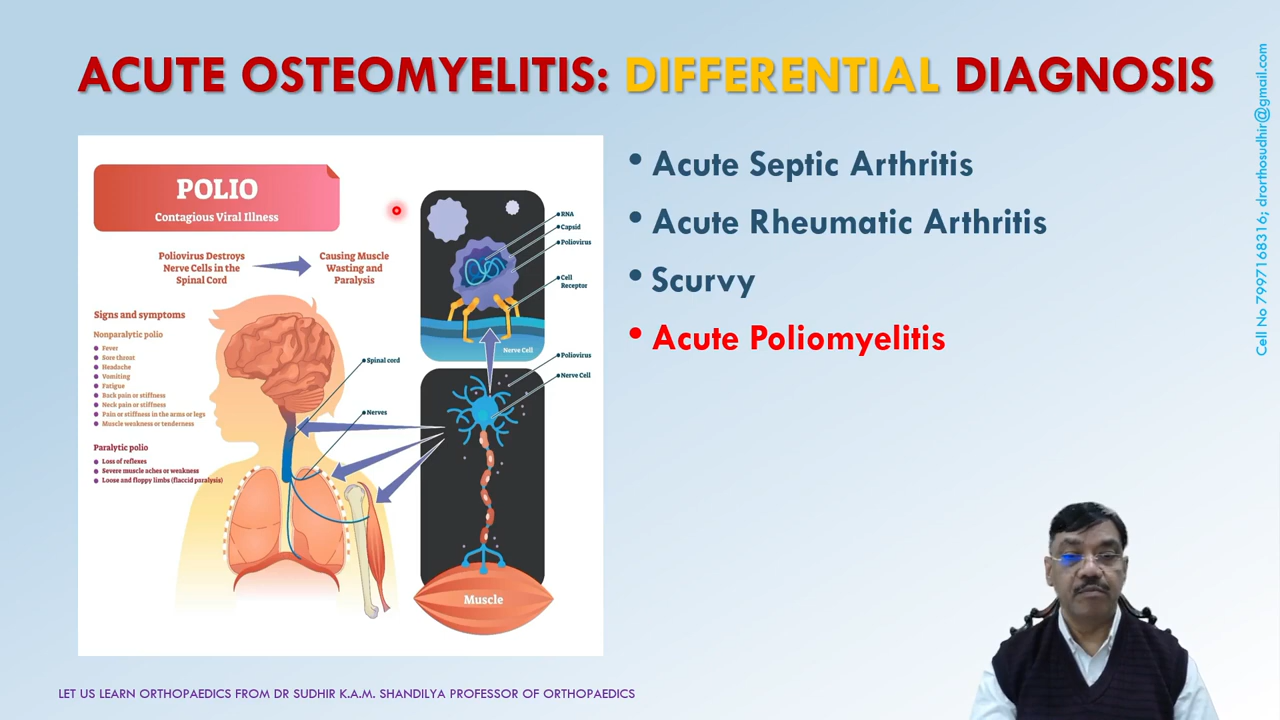 ACUTE OSTEOMYELITIS: DIFFERENTIAL DIAGNOSIS
POLIO
Contagious Viral Illness
Poliovirus Destroys
Nerve Cells in the
Spinal Cord
Causing Muscle
Wasting and
Paralysis
Signs and symptoms
Nonparalytic polio
Fever
Sore throat
Headache
Vomiting
Fatigue
Back pain or stiffness
Neck pain or stiffness
Pain or stiffness in the arms or legs
Muscle weakness or tenderness
Paralytic polio
Loss of reflexes
Severe muscle aches or weakness
Loose and floppy limbs (flaccid paralysis)
Spinal cord
Nerves
RNA
Capsid
Poliovirus
Cell
Receptor
Nerve Cell
Poliovirus
Nerve Cell
Muscle
• Acute Septic Arthritis
• Acute Rheumatic Arthritis
• Scurvy
• Acute Poliomyelitis
Cell No 7997168316; drorthosudhir@gmail.com
LET US LEARN ORTHOPAEDICS FROM DR SUDHIR K.A.M. SHANDILYA PROFESSOR OF ORTHOPAEDICS